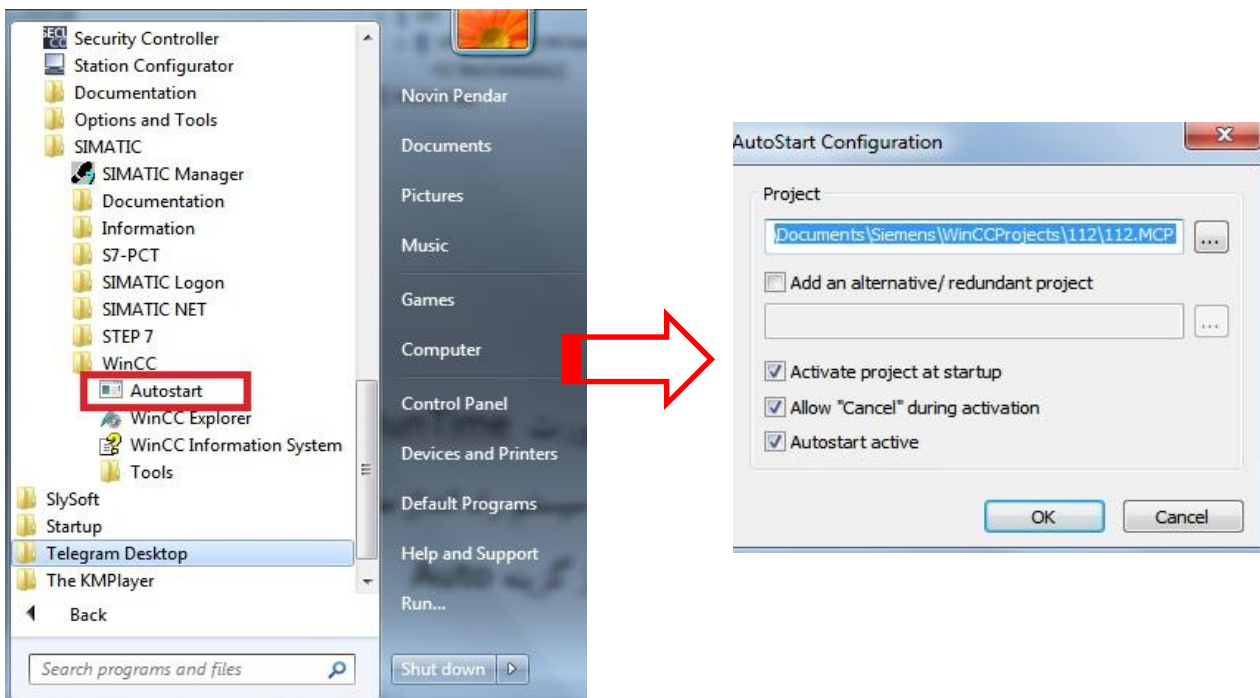 Security Controller
Station Configurator
Documentation
Options and Tools
SIMATIC
SIMATIC Manager
Documentation
Information
S7-PCT
SIMATIC Logon
SIMATIC NET
STEP 7
WinCC
Autostart
WinCC Explorer
WinCC Information System
Tools
SlySoft
Startup
Telegram Desktop
The KMPlayer
Back
Search programs and files
Novin Pendar
Documents
Pictures
Music
Games
Computer
Control Panel
Devices and Printers
Default Programs
Help and Support
Run...
Shut down
AutoStart Configuration
Project
\Documents\Siemens\WinCCProjects\112\112.MCP
...
Add an alternative/ redundant project
...
Activate project at startup
Allow "Cancel" during activation
Autostart active
OK
Cancel